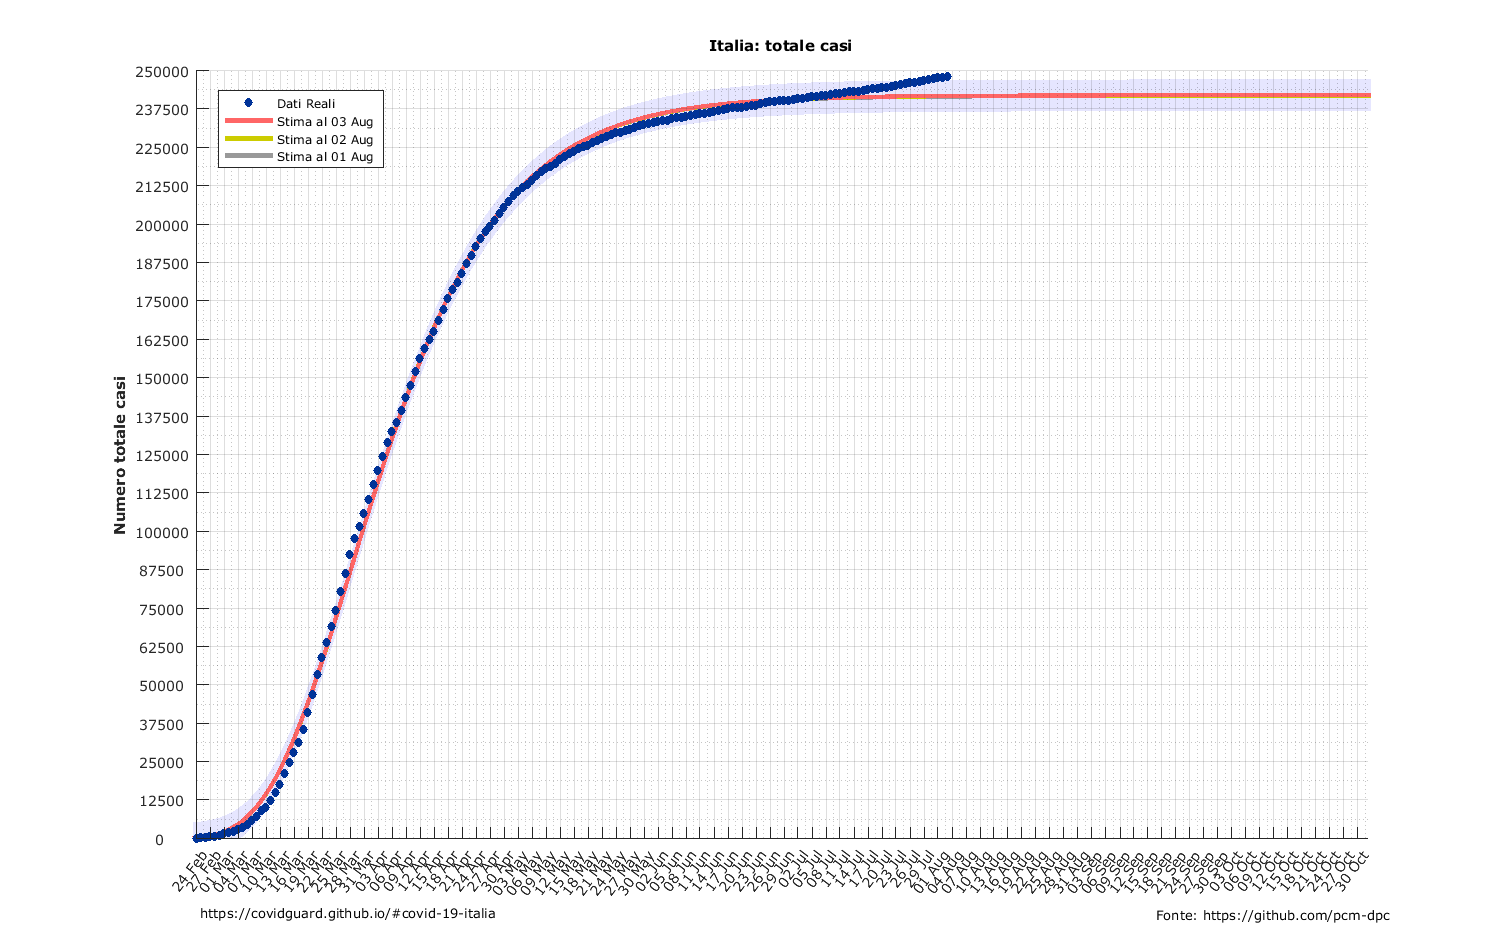 Italia: totale casi
250000
237500
225000
212500
200000
187500
175000
162500
150000
137500
125000
112500
100000
87500
75000
62500
50000
37500
25000
12500
0
Numero totale casi
Dati Reali
Stima al 03 Aug
Stima al 02 Aug
Stima al 01 Aug
24 Feb
27 Feb
01 Mar
04 Mar
07 Mar
10 Mar
13 Mar
16 Mar
19 Mar
22 Mar
25 Mar
28 Mar
31 Mar
03 Apr
06 Apr
09 Apr
12 Apr
15 Apr
18 Apr
21 Apr
24 Apr
27 Apr
30 Apr
03 May
06 May
09 May
12 May
15 May
18 May
21 May
24 May
27 May
30 May
02 Jun
05 Jun
08 Jun
11 Jun
14 Jun
17 Jun
20 Jun
23 Jun
26 Jun
29 Jun
02 Jul
05 Jul
08 Jul
11 Jul
14 Jul
17 Jul
20 Jul
23 Jul
26 Jul
29 Jul
01 Aug
04 Aug
07 Aug
10 Aug
13 Aug
16 Aug
19 Aug
22 Aug
25 Aug
28 Aug
31 Aug
03 Sep
06 Sep
09 Sep
12 Sep
15 Sep
18 Sep
21 Sep
24 Sep
27 Sep
30 Sep
03 Oct
06 Oct
09 Oct
12 Oct
15 Oct
18 Oct
21 Oct
24 Oct
27 Oct
30 Oct
https://covidguard.github.io/#covid-19-italia
Fonte: https://github.com/pcm-dpc